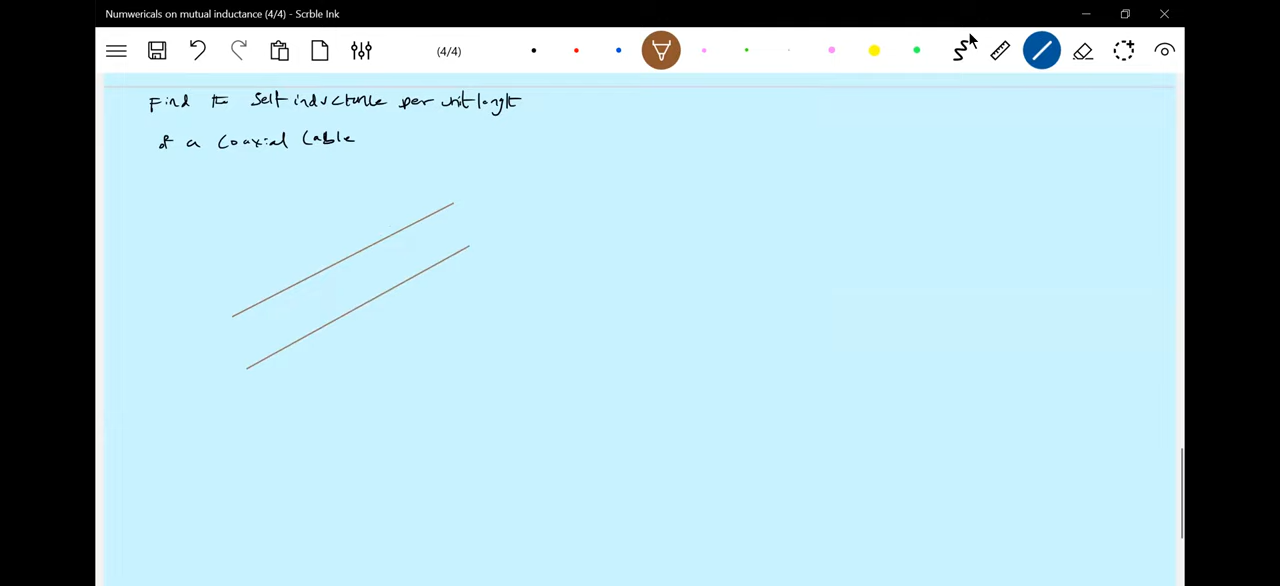 Numwericals on mutual inductance (4/4) - Scrble Ink
(4/4)
Find the self inductance per unit longlt
of a Coaxial Cable